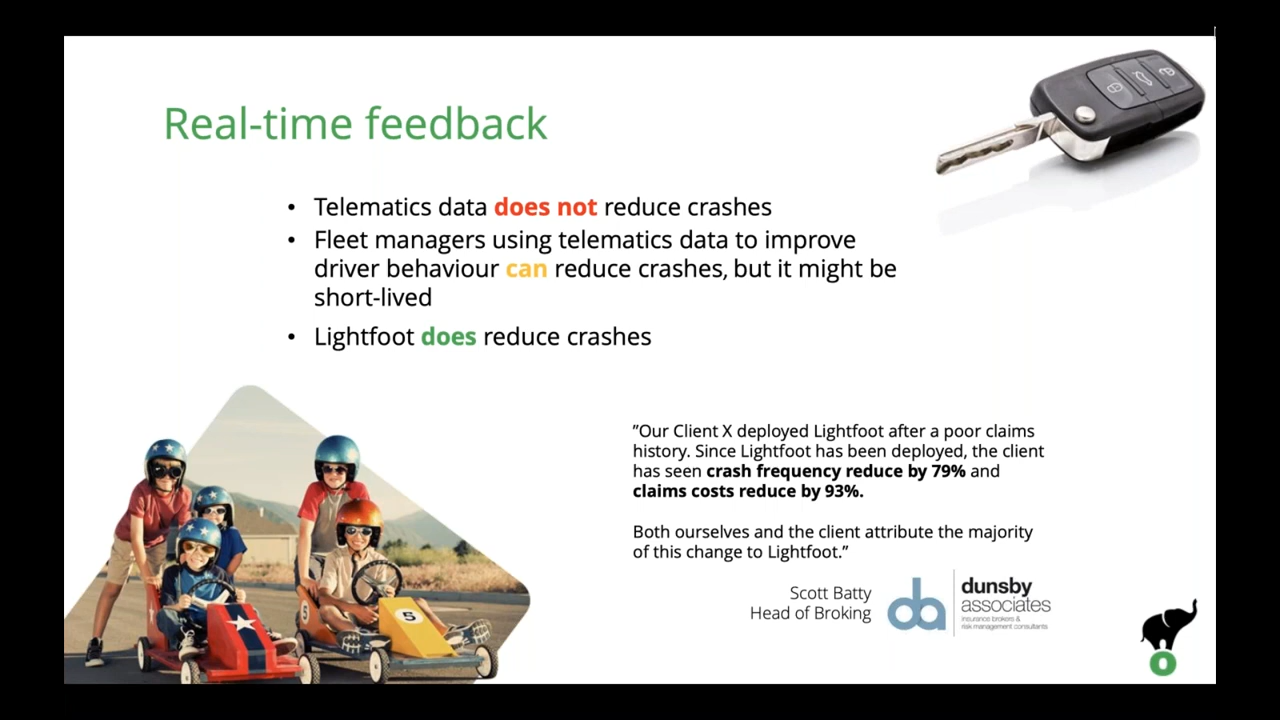 Real-time feedback
• Telematics data does not reduce crashes
• Fleet managers using telematics data to improve
driver behaviour can reduce crashes, but it might be
short-lived
• Lightfoot does reduce crashes
”Our Client X deployed Lightfoot after a poor claims
history. Since Lightfoot has been deployed, the client
has seen crash frequency reduce by 79% and
claims costs reduce by 93%.
Both ourselves and the client attribute the majority
of this change to Lightfoot.”
Scott Batty
Head of Broking
da
dunsby
associates
insurance brokers &
risk management consultants
5
5